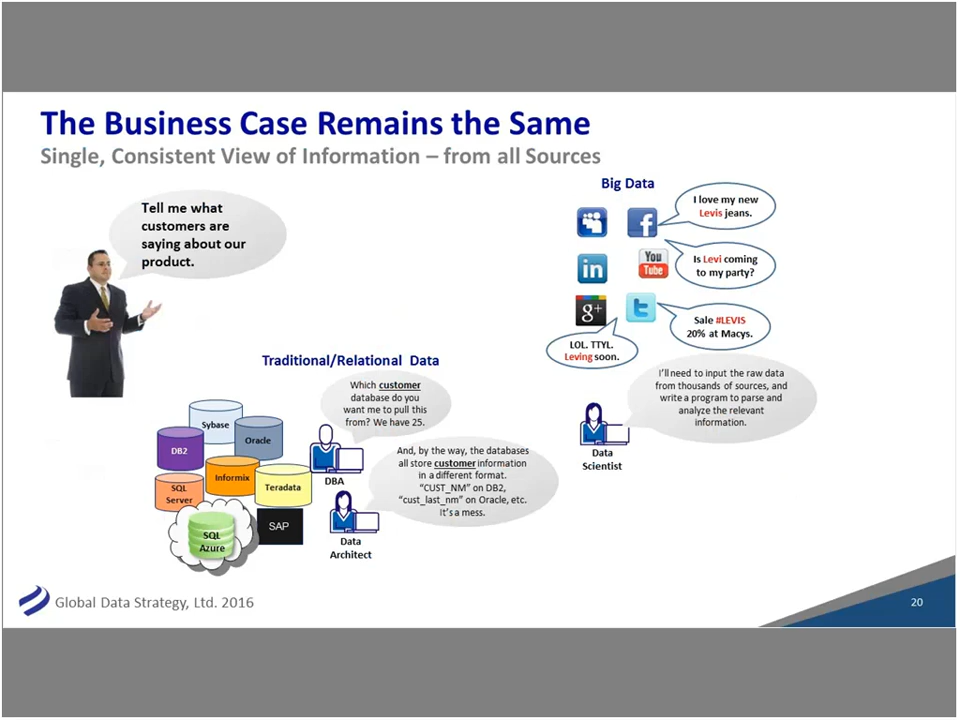 The Business Case Remains the Same
Single, Consistent View of Information – from all Sources
Tell me what
customers are
saying about our
product.
Big Data
I love my new
Levis jeans.
in
You
Tube
Is Levi coming
to my party?
g+
Sale #LEVIS
20% at Macys.
LOL. TTYL.
Leving soon.
I'll need to input the raw data
from thousands of sources, and
write a program to parse and
analyze the relevant
information.
Data
Scientist
Traditional/Relational Data
Which customer
database do you
want me to pull this
from? We have 25.
Sybase
Oracle
DB2
Informix
SQL
Server
Teradata
SQL
Azure
SAP
DBA
And, by the way, the databases
all store customer information
in a different format.
"CUST_NM" on DB2,
"cust_last_nm" on Oracle, etc.
It's a mess.
Data
Architect
Global Data Strategy, Ltd. 2016
20